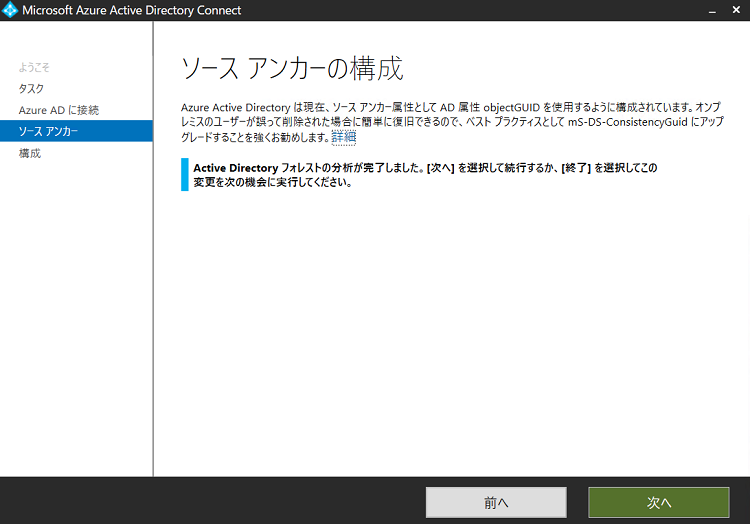 Microsoft Azure Active Directory Connect
ようこそ
タスク
Azure AD に接続
ソース アンカー
構成
ソース アンカーの構成
Azure Active Directory は現在、ソース アンカー属性として AD 属性 objectGUID を使用するように構成されています。オンプ
レミスのユーザーが誤って削除された場合に簡単に復旧できるので、ベスト プラクティスとして mS-DS-ConsistencyGuid にアップ
グレードすることを強くお勧めします。詳細
Active Directory フォレストの分析が完了しました。[次へ] を選択して続行するか、[終了] を選択してこの
変更を次の機会に実行してください。
前へ
次へ